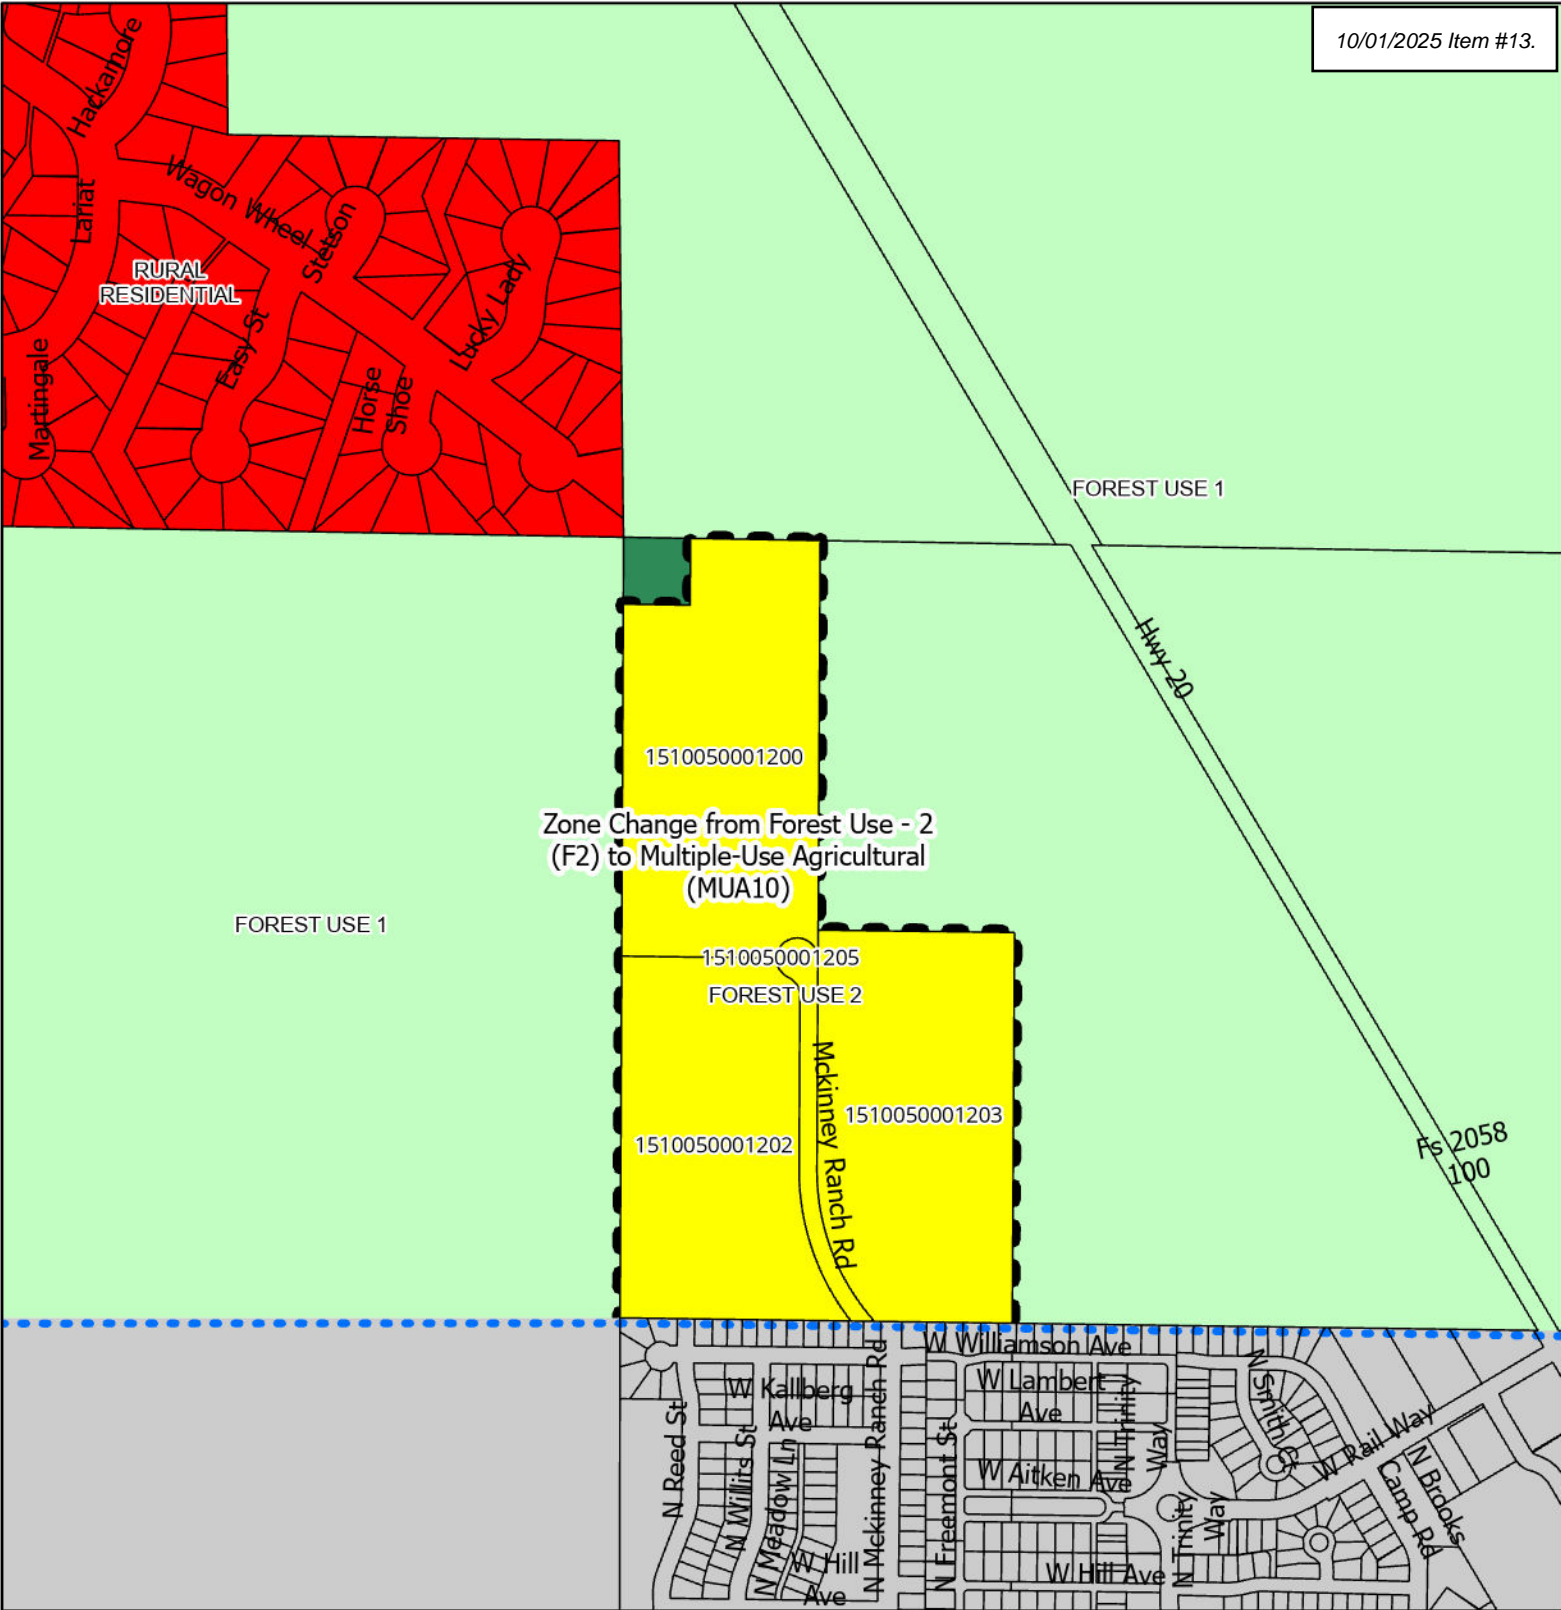 10/01/2025 Item #13.
Hackamore
Lariat
Wagon Wheel
Stetson
RURAL
RESIDENTIAL
Lucky Lady
Easy St
Martingale
Horse
Shoe
FOREST USE 1
Hwy 20
1510050001200
Zone Change from Forest Use - 2
(F2) to Multiple-Use Agricultural
(MUA10)
FOREST USE 1
1510050001205
FOREST USE 2
Mckinney Ranch Rd
1510050001203
1510050001202
Fs 2058
100
W Williamson Ave
W Kallberg
Ave
W Lambert
Ave
N Trinity
Way
N Smith Ct
W Rail Way
N Reed St
N Willits St
N Meadow Ln
N Mckinney Ranch Rd
N Freemont St
W Aitken Ave
N Brooks
Camp Rd
N Trinity
Way
W Hill
Ave
W Hill Ave